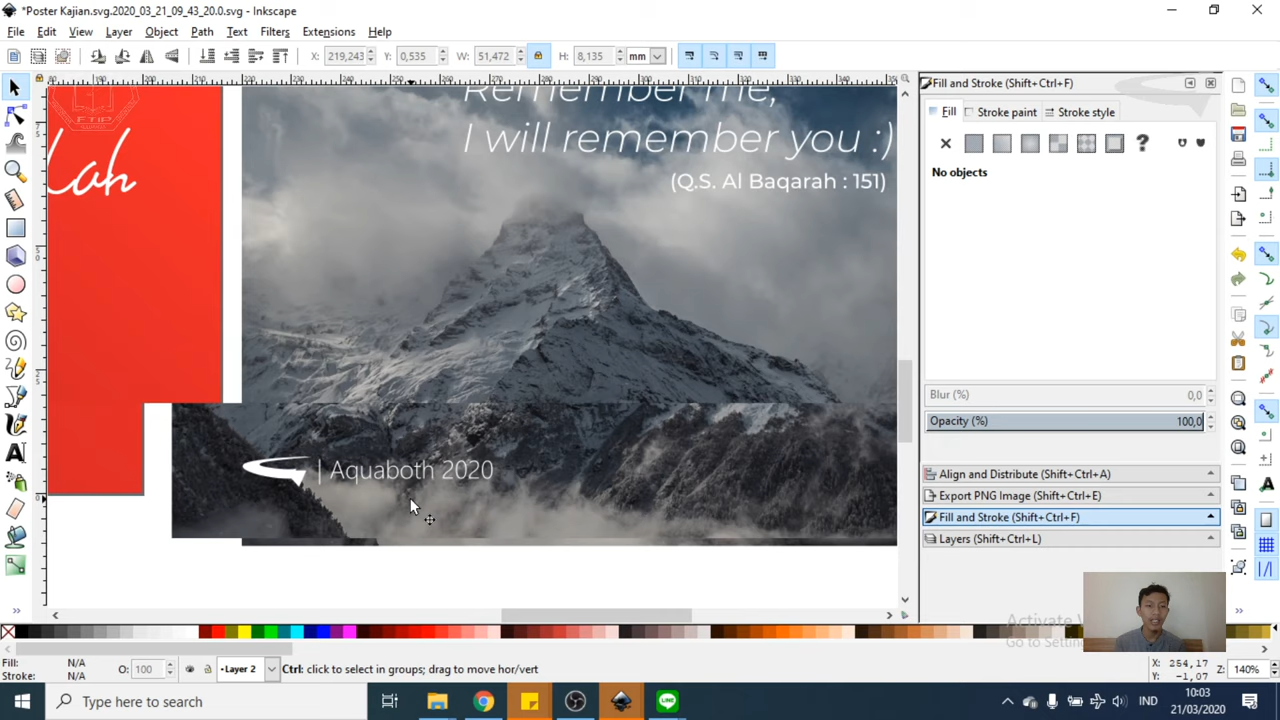 *Poster Kajian.svg.2020_03_21_09_43_20.0.svg - Inkscape
File Edit View Layer Object Path Text Filters Extensions Help
X: 219,243 Y: 0,535 W: 51,472 H: 8,135 mm
Fill and Stroke (Shift+Ctrl+F)
Fill Stroke paint Stroke style
No objects
FTIP
Lah
Remember me,
I will remember you :)
(Q.S. Al Baqarah : 151)
| Aquaboth 2020
Blur (%) 0,0
Opacity (%) 100,0
Align and Distribute (Shift+Ctrl+A)
Export PNG Image (Shift+Ctrl+E)
Fill and Stroke (Shift+Ctrl+F)
Layers (Shift+Ctrl+L)
Activate
Go to Setting
Fill: N/A
Stroke: N/A
O: 100
Layer 2
Ctrl: click to select in groups; drag to move hor/vert
X: 254,17
Y: -1,07
Z: 140%
Type here to search
IND
10:03
21/03/2020